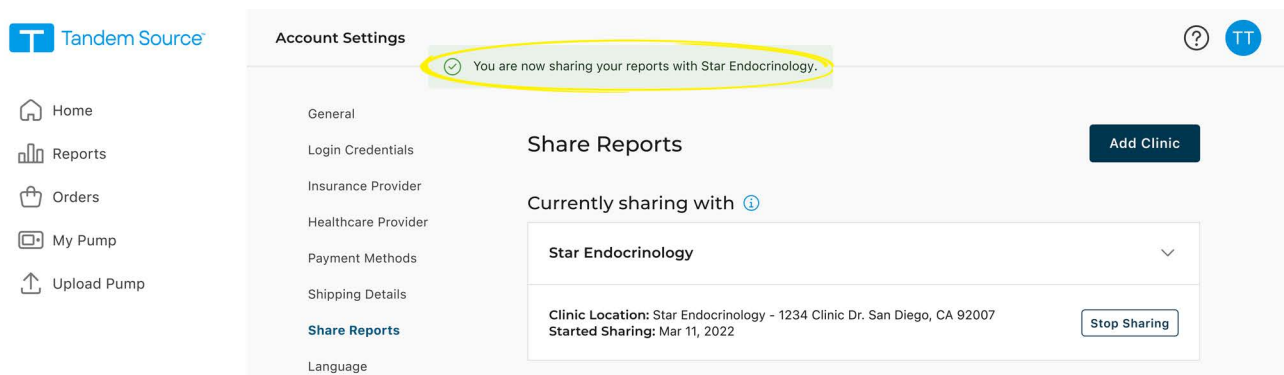 Tandem Source™
Account Settings
TT
You are now sharing your reports with Star Endocrinology.
Home
Reports
Orders
My Pump
Upload Pump
General
Login Credentials
Insurance Provider
Healthcare Provider
Payment Methods
Shipping Details
Share Reports
Language
Share Reports
Add Clinic
Currently sharing with
Star Endocrinology
Clinic Location: Star Endocrinology - 1234 Clinic Dr. San Diego, CA 92007
Started Sharing: Mar 11, 2022
Stop Sharing